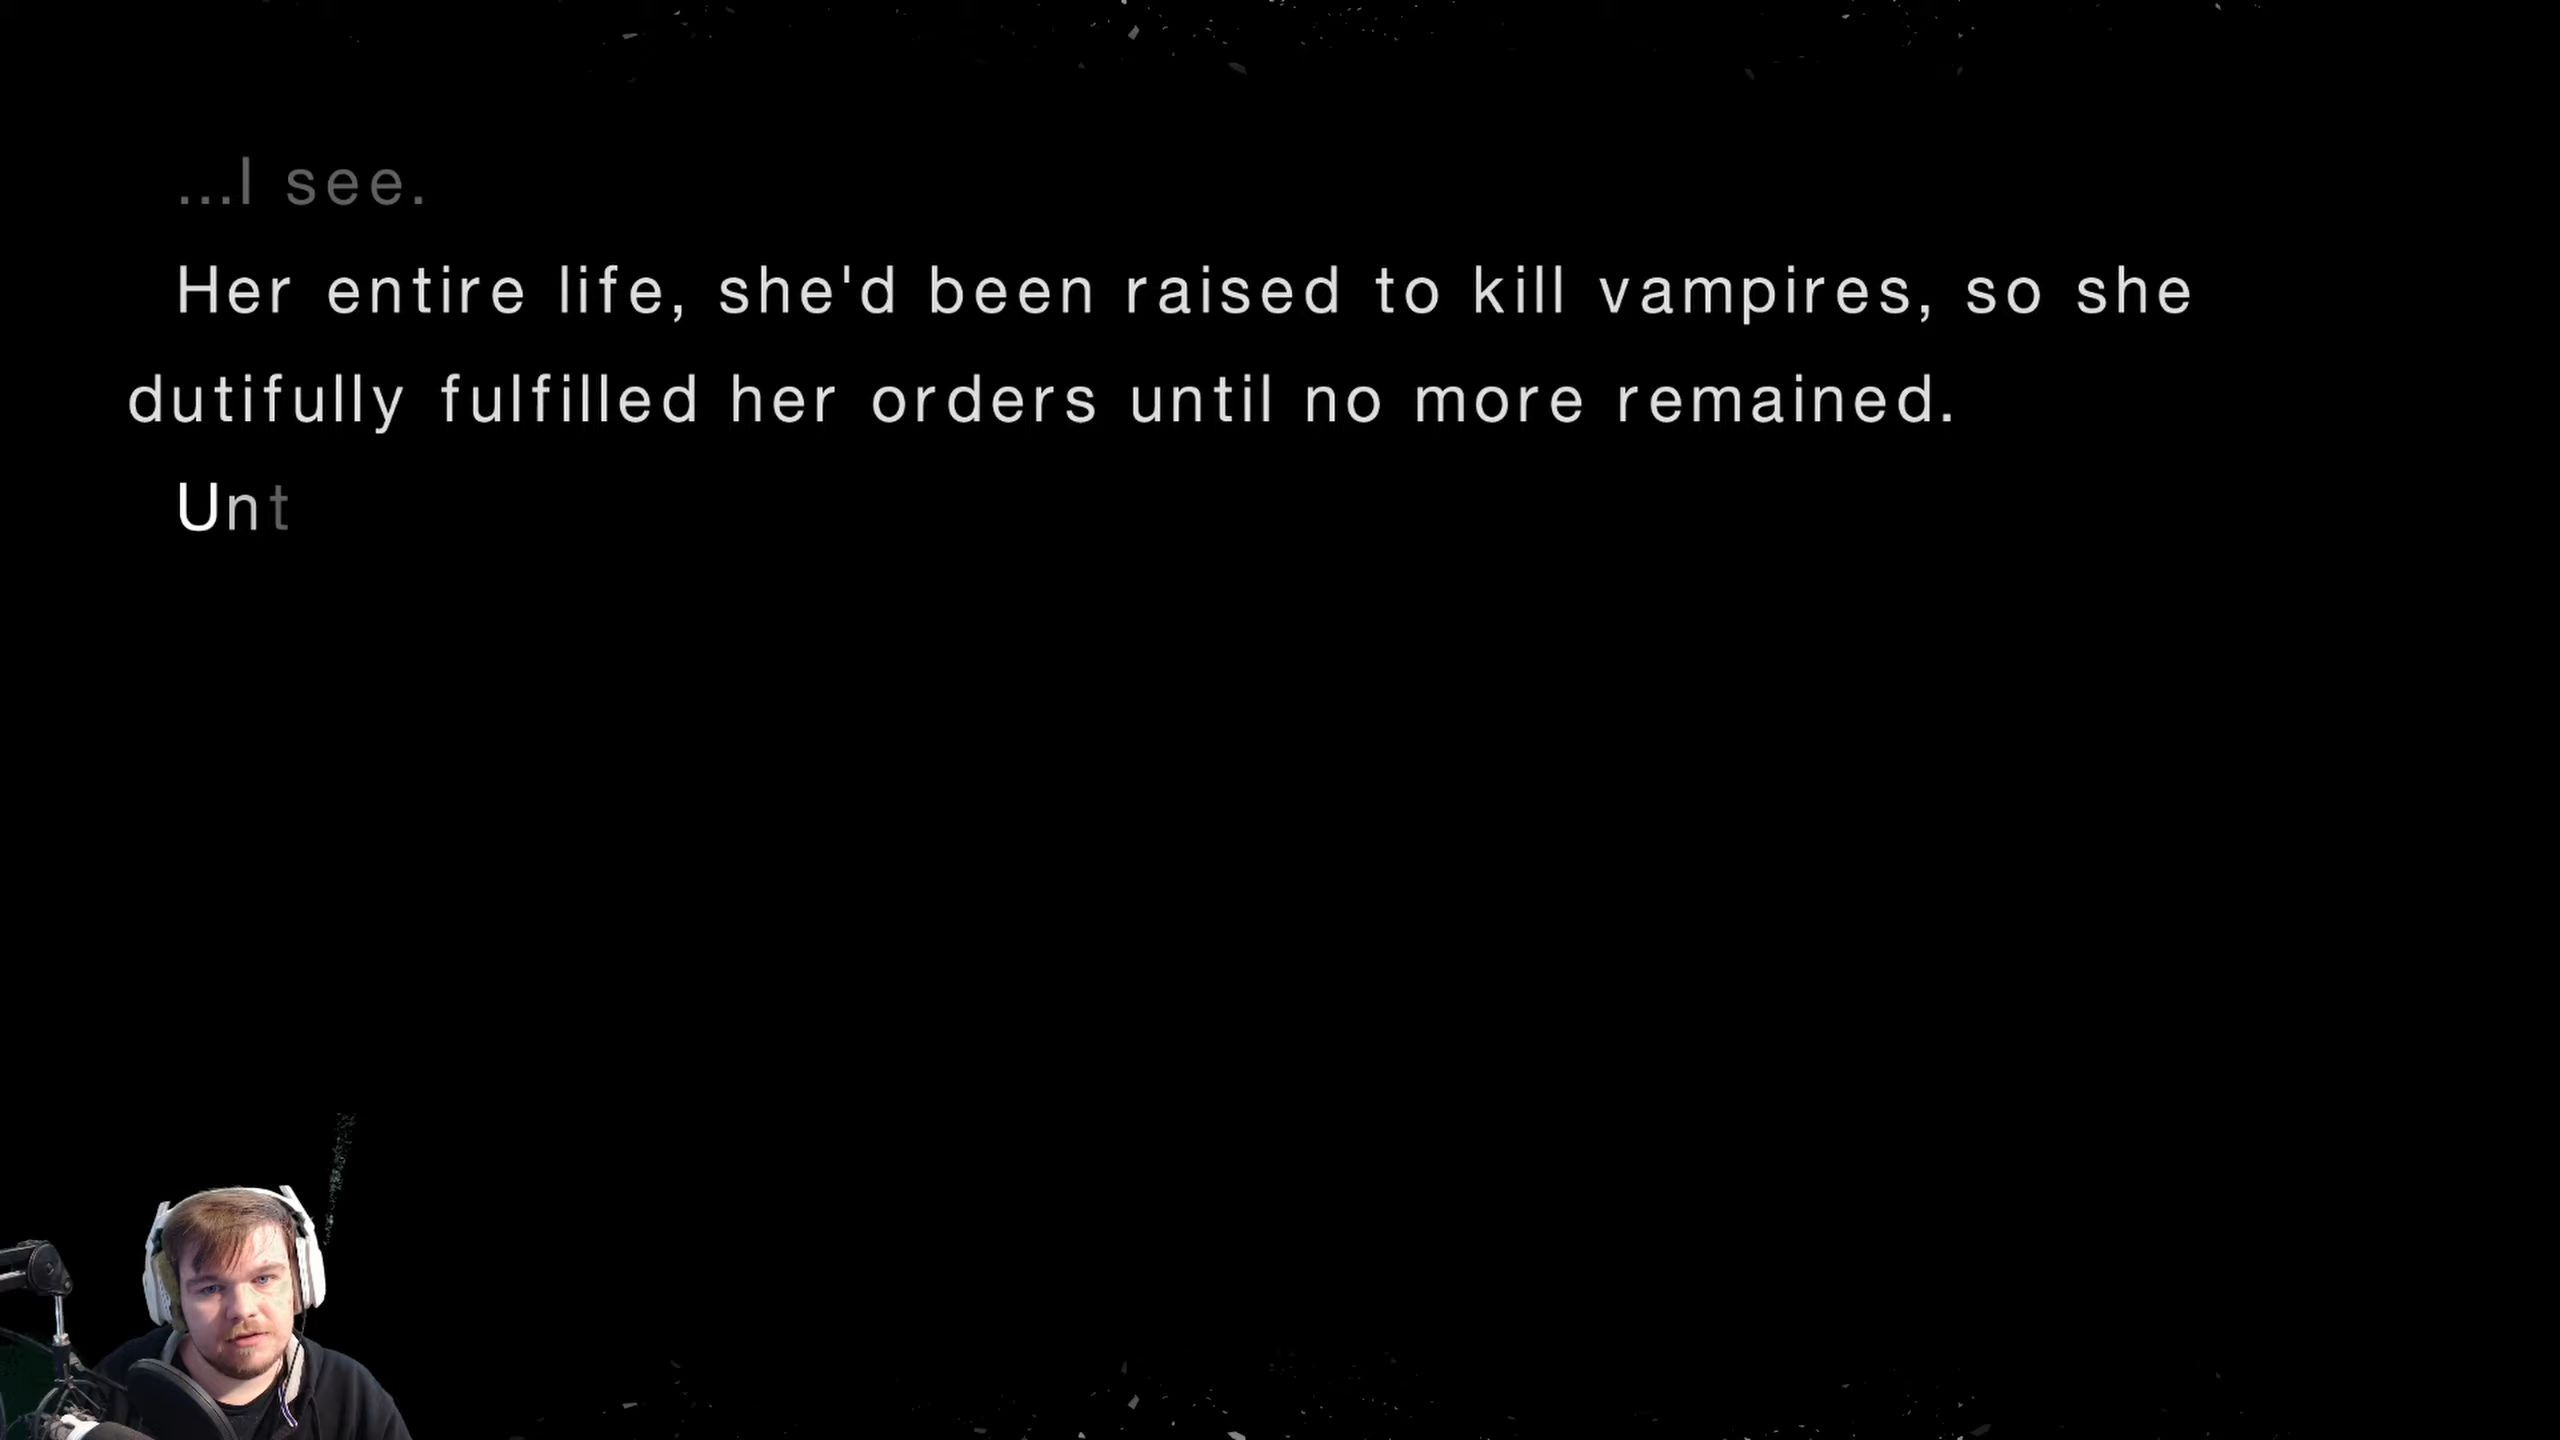 ...I see.
Her entire life, she'd been raised to kill vampires, so she
dutifully fulfilled her orders until no more remained.
Unt